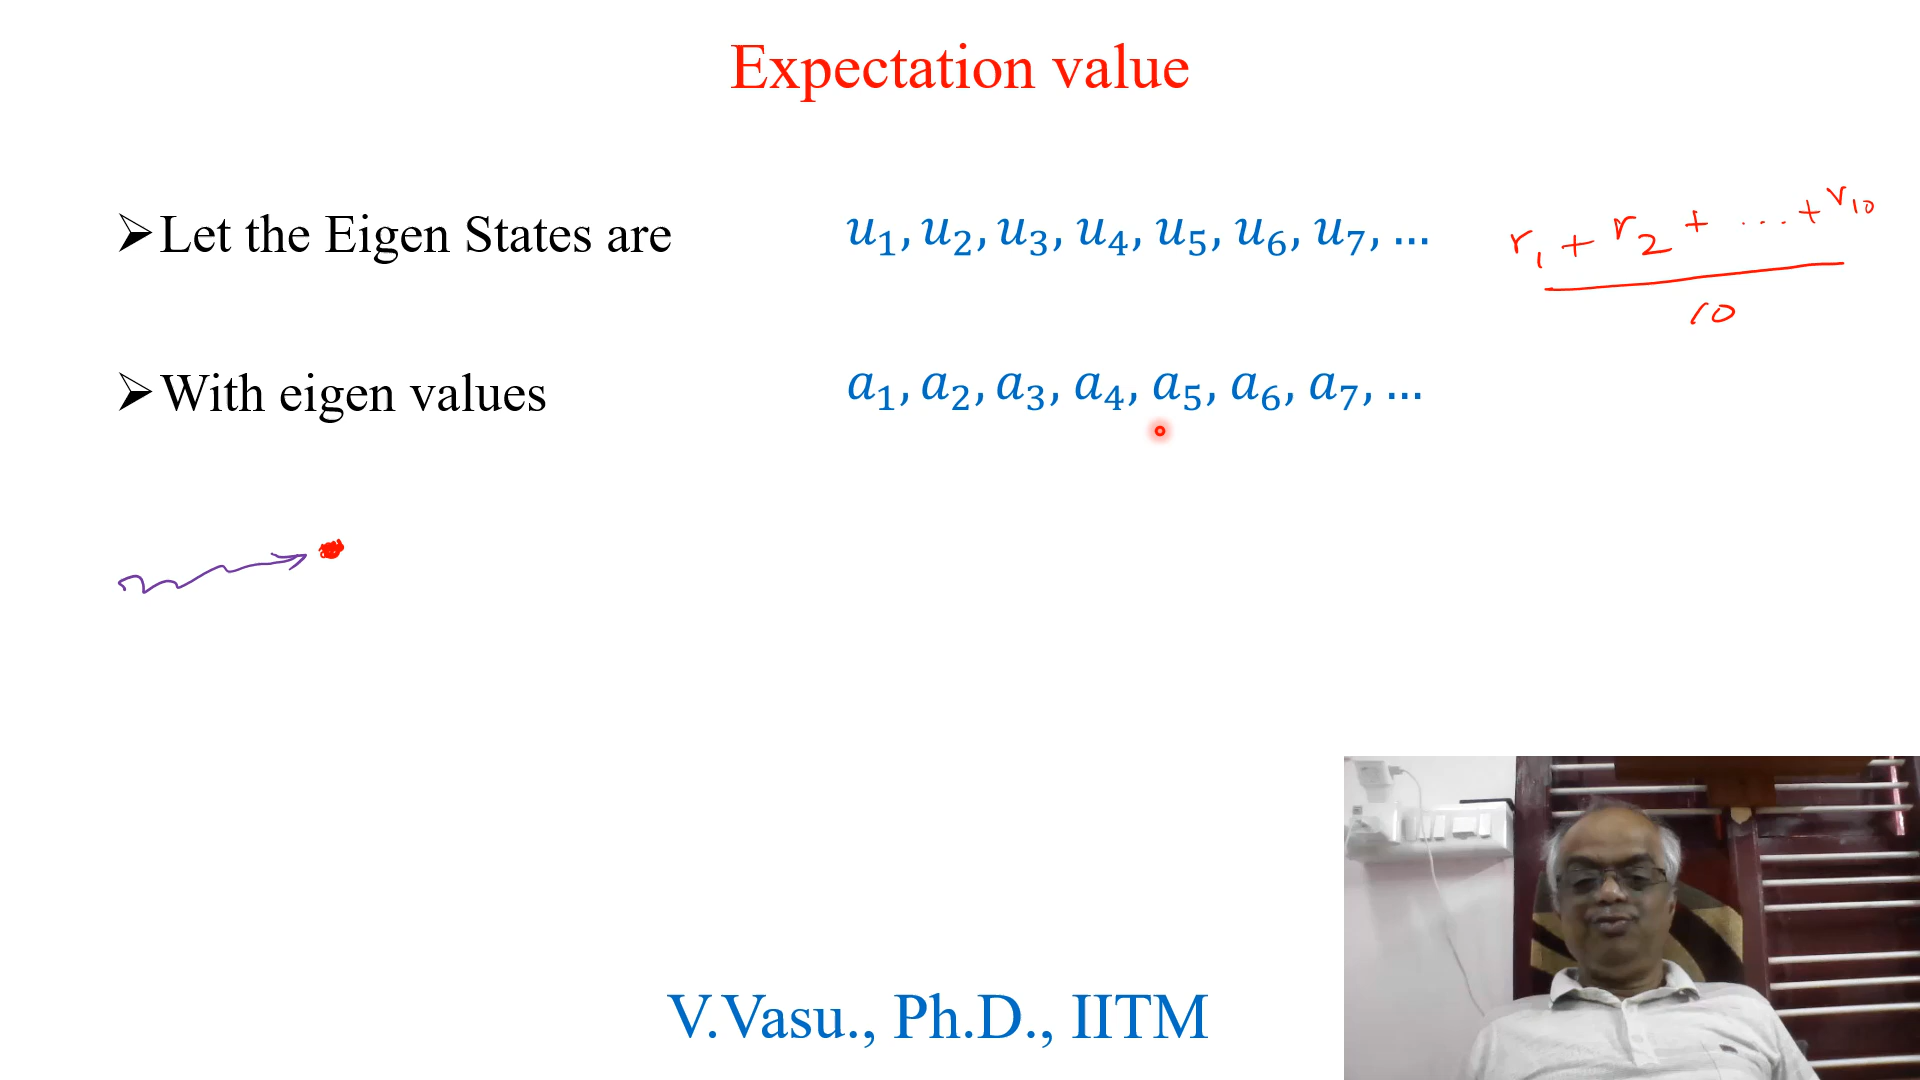 Expectation value
➢Let the Eigen States are u₁, u₂, u₃, u₄, u₅, u₆, u₇, …
r₁ + r₂ + ... + r₁₀
10
➢With eigen values a₁, a₂, a₃, a₄, a₅, a₆, a₇, …
V.Vasu., Ph.D., IITM